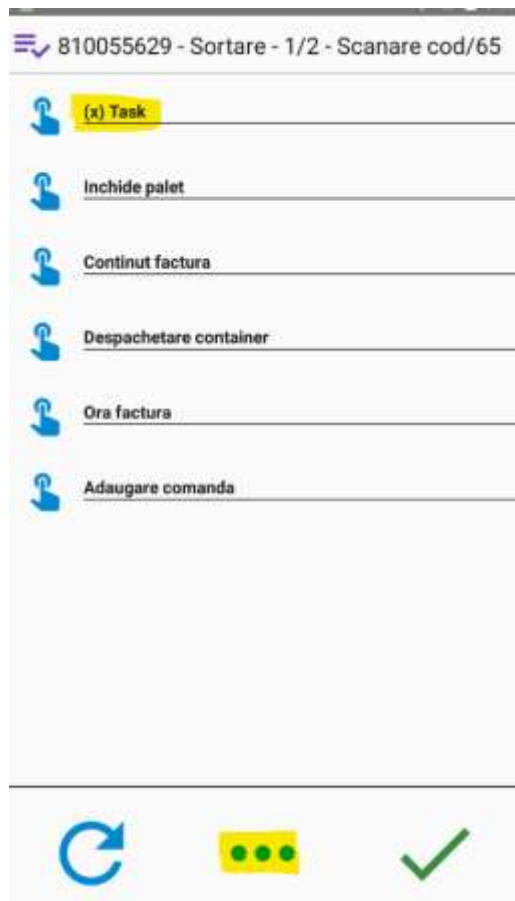 810055629 - Sortare - 1/2 - Scanare cod/65
(x) Task
Inchide palet
Continut factura
Despachetare container
Ora factura
Adaugare comanda